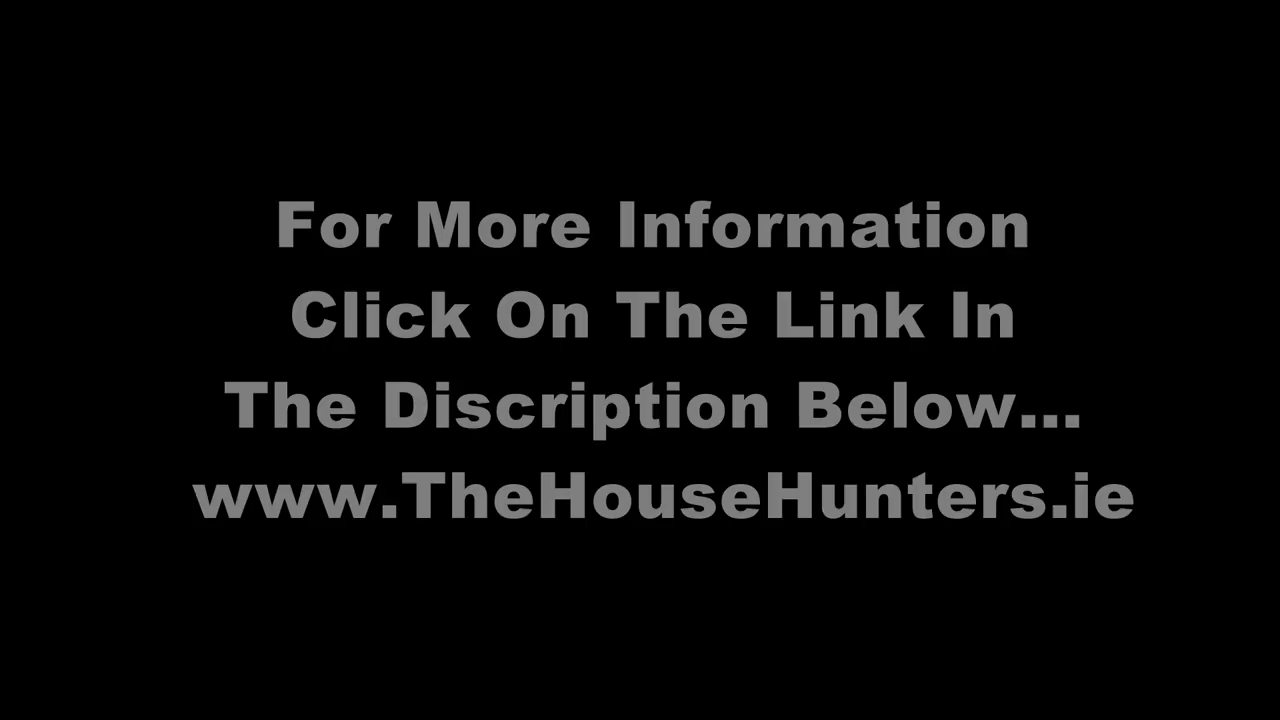 For More Information
Click On The Link In
The Discription Below...
www.TheHouseHunters.ie